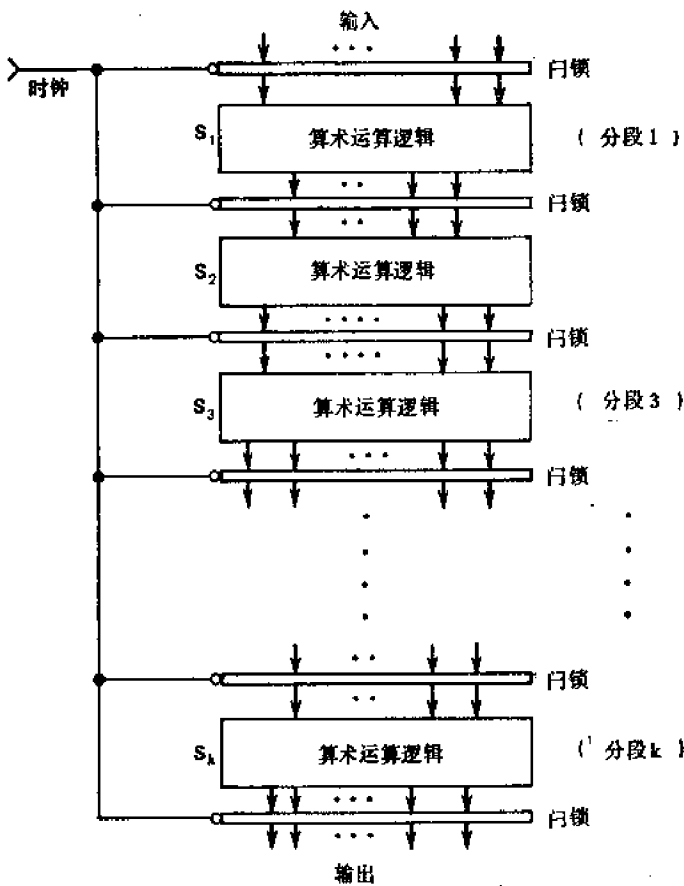 输入
时钟
闩锁
S₁ 算术运算逻辑 ( 分段1 )
闩锁
S₂ 算术运算逻辑
闩锁
S₃ 算术运算逻辑 ( 分段3 )
闩锁
闩锁
Sₖ 算术运算逻辑 ( 分段k )
闩锁
输出